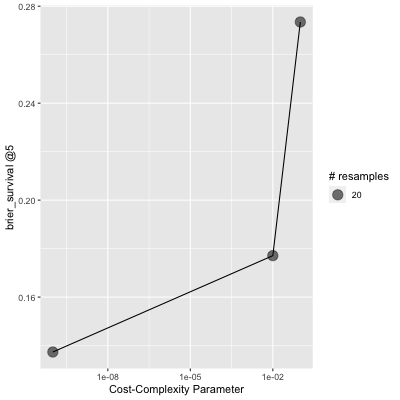 0.28
0.24
0.20
0.16
brier_survival @5
1e-08
1e-05
1e-02
Cost-Complexity Parameter
# resamples
20